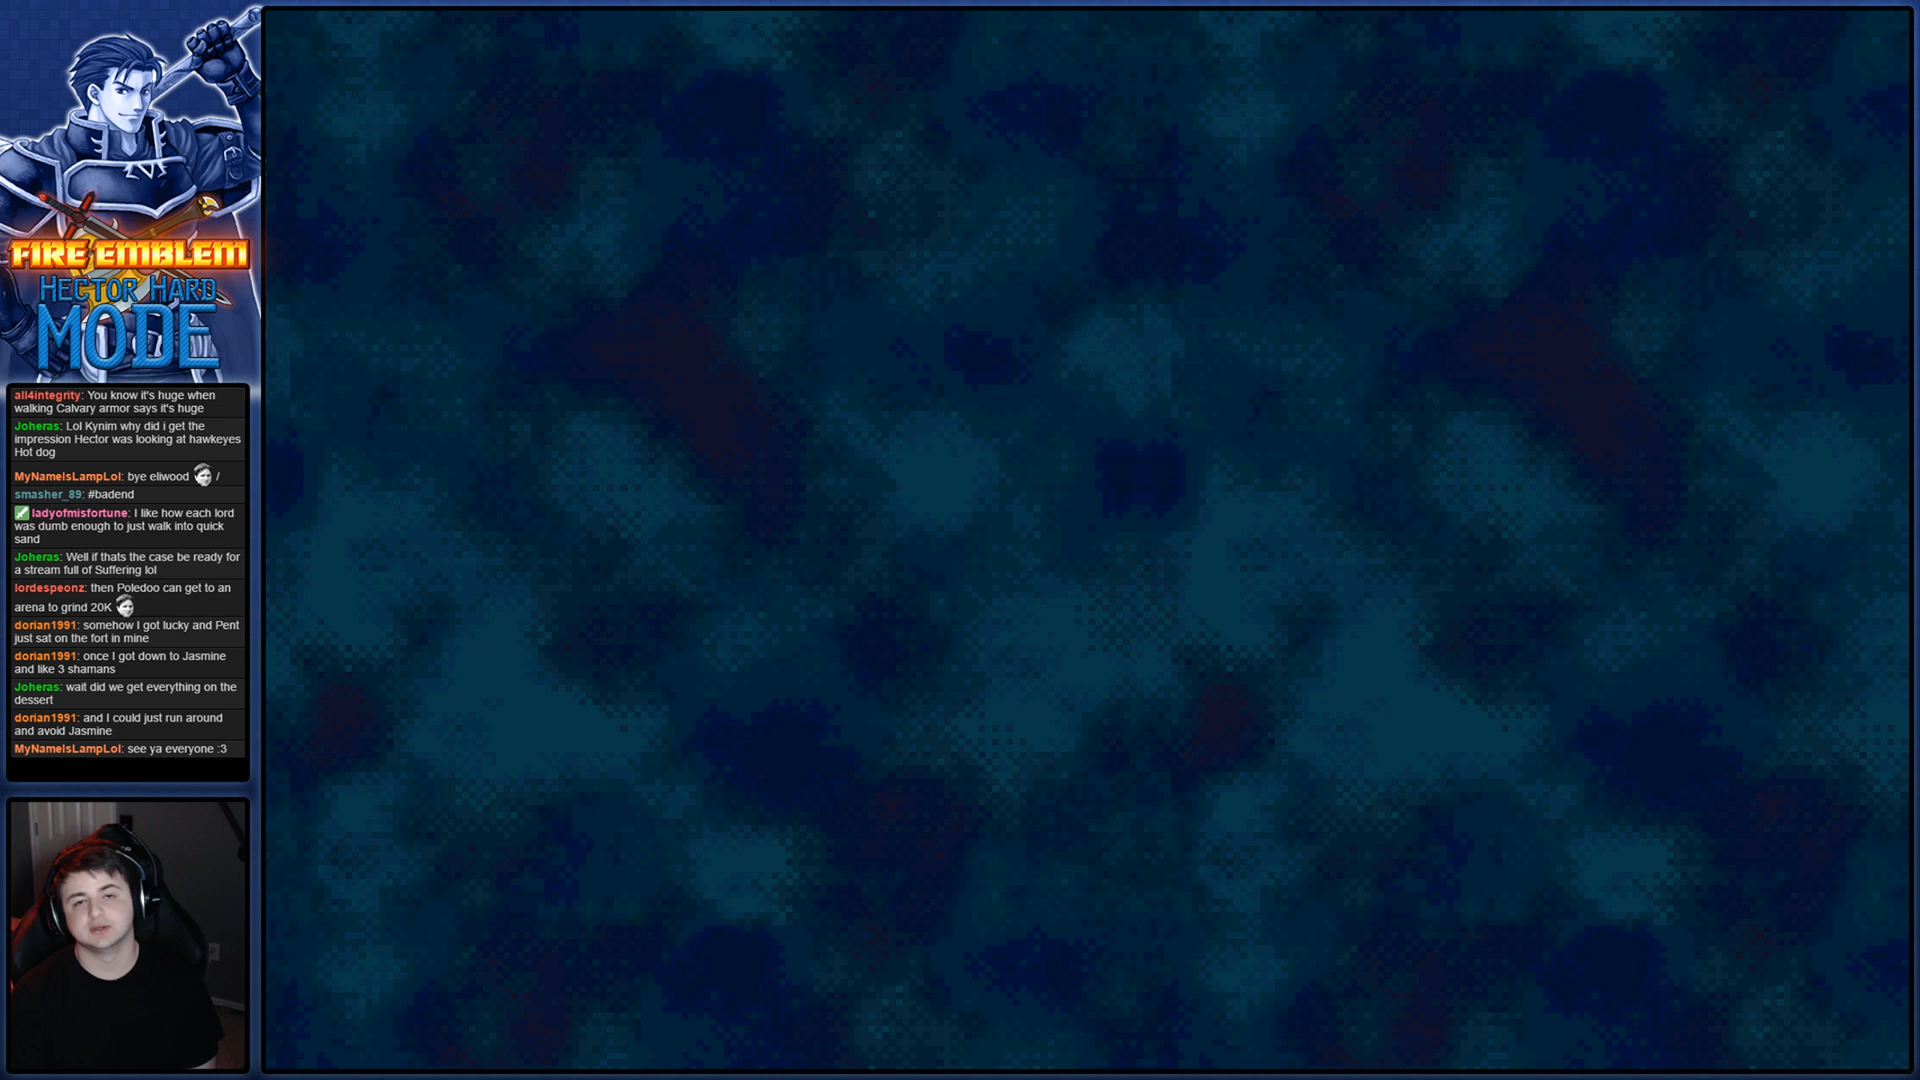 FIRE EMBLEM
HECTOR HARD
MODE
all4integrity: You know it's huge when
walking Calvary armor says it's huge
Joheras: Lol Kynim why did i get the
impression Hector was looking at hawkeyes
Hot dog
MyNameIsLampLol: bye eliwood /
smasher_89: #badend
ladyofmisfortune: I like how each lord
was dumb enough to just walk into quick
sand
Joheras: Well if thats the case be ready for
a stream full of Suffering lol
lordespeonz: then Poledoo can get to an
arena to grind 20K
dorian1991: somehow I got lucky and Pent
just sat on the fort in mine
dorian1991: once I got down to Jasmine
and like 3 shamans
Joheras: wait did we get everything on the
dessert
dorian1991: and I could just run around
and avoid Jasmine
MyNameIsLampLol: see ya everyone :3